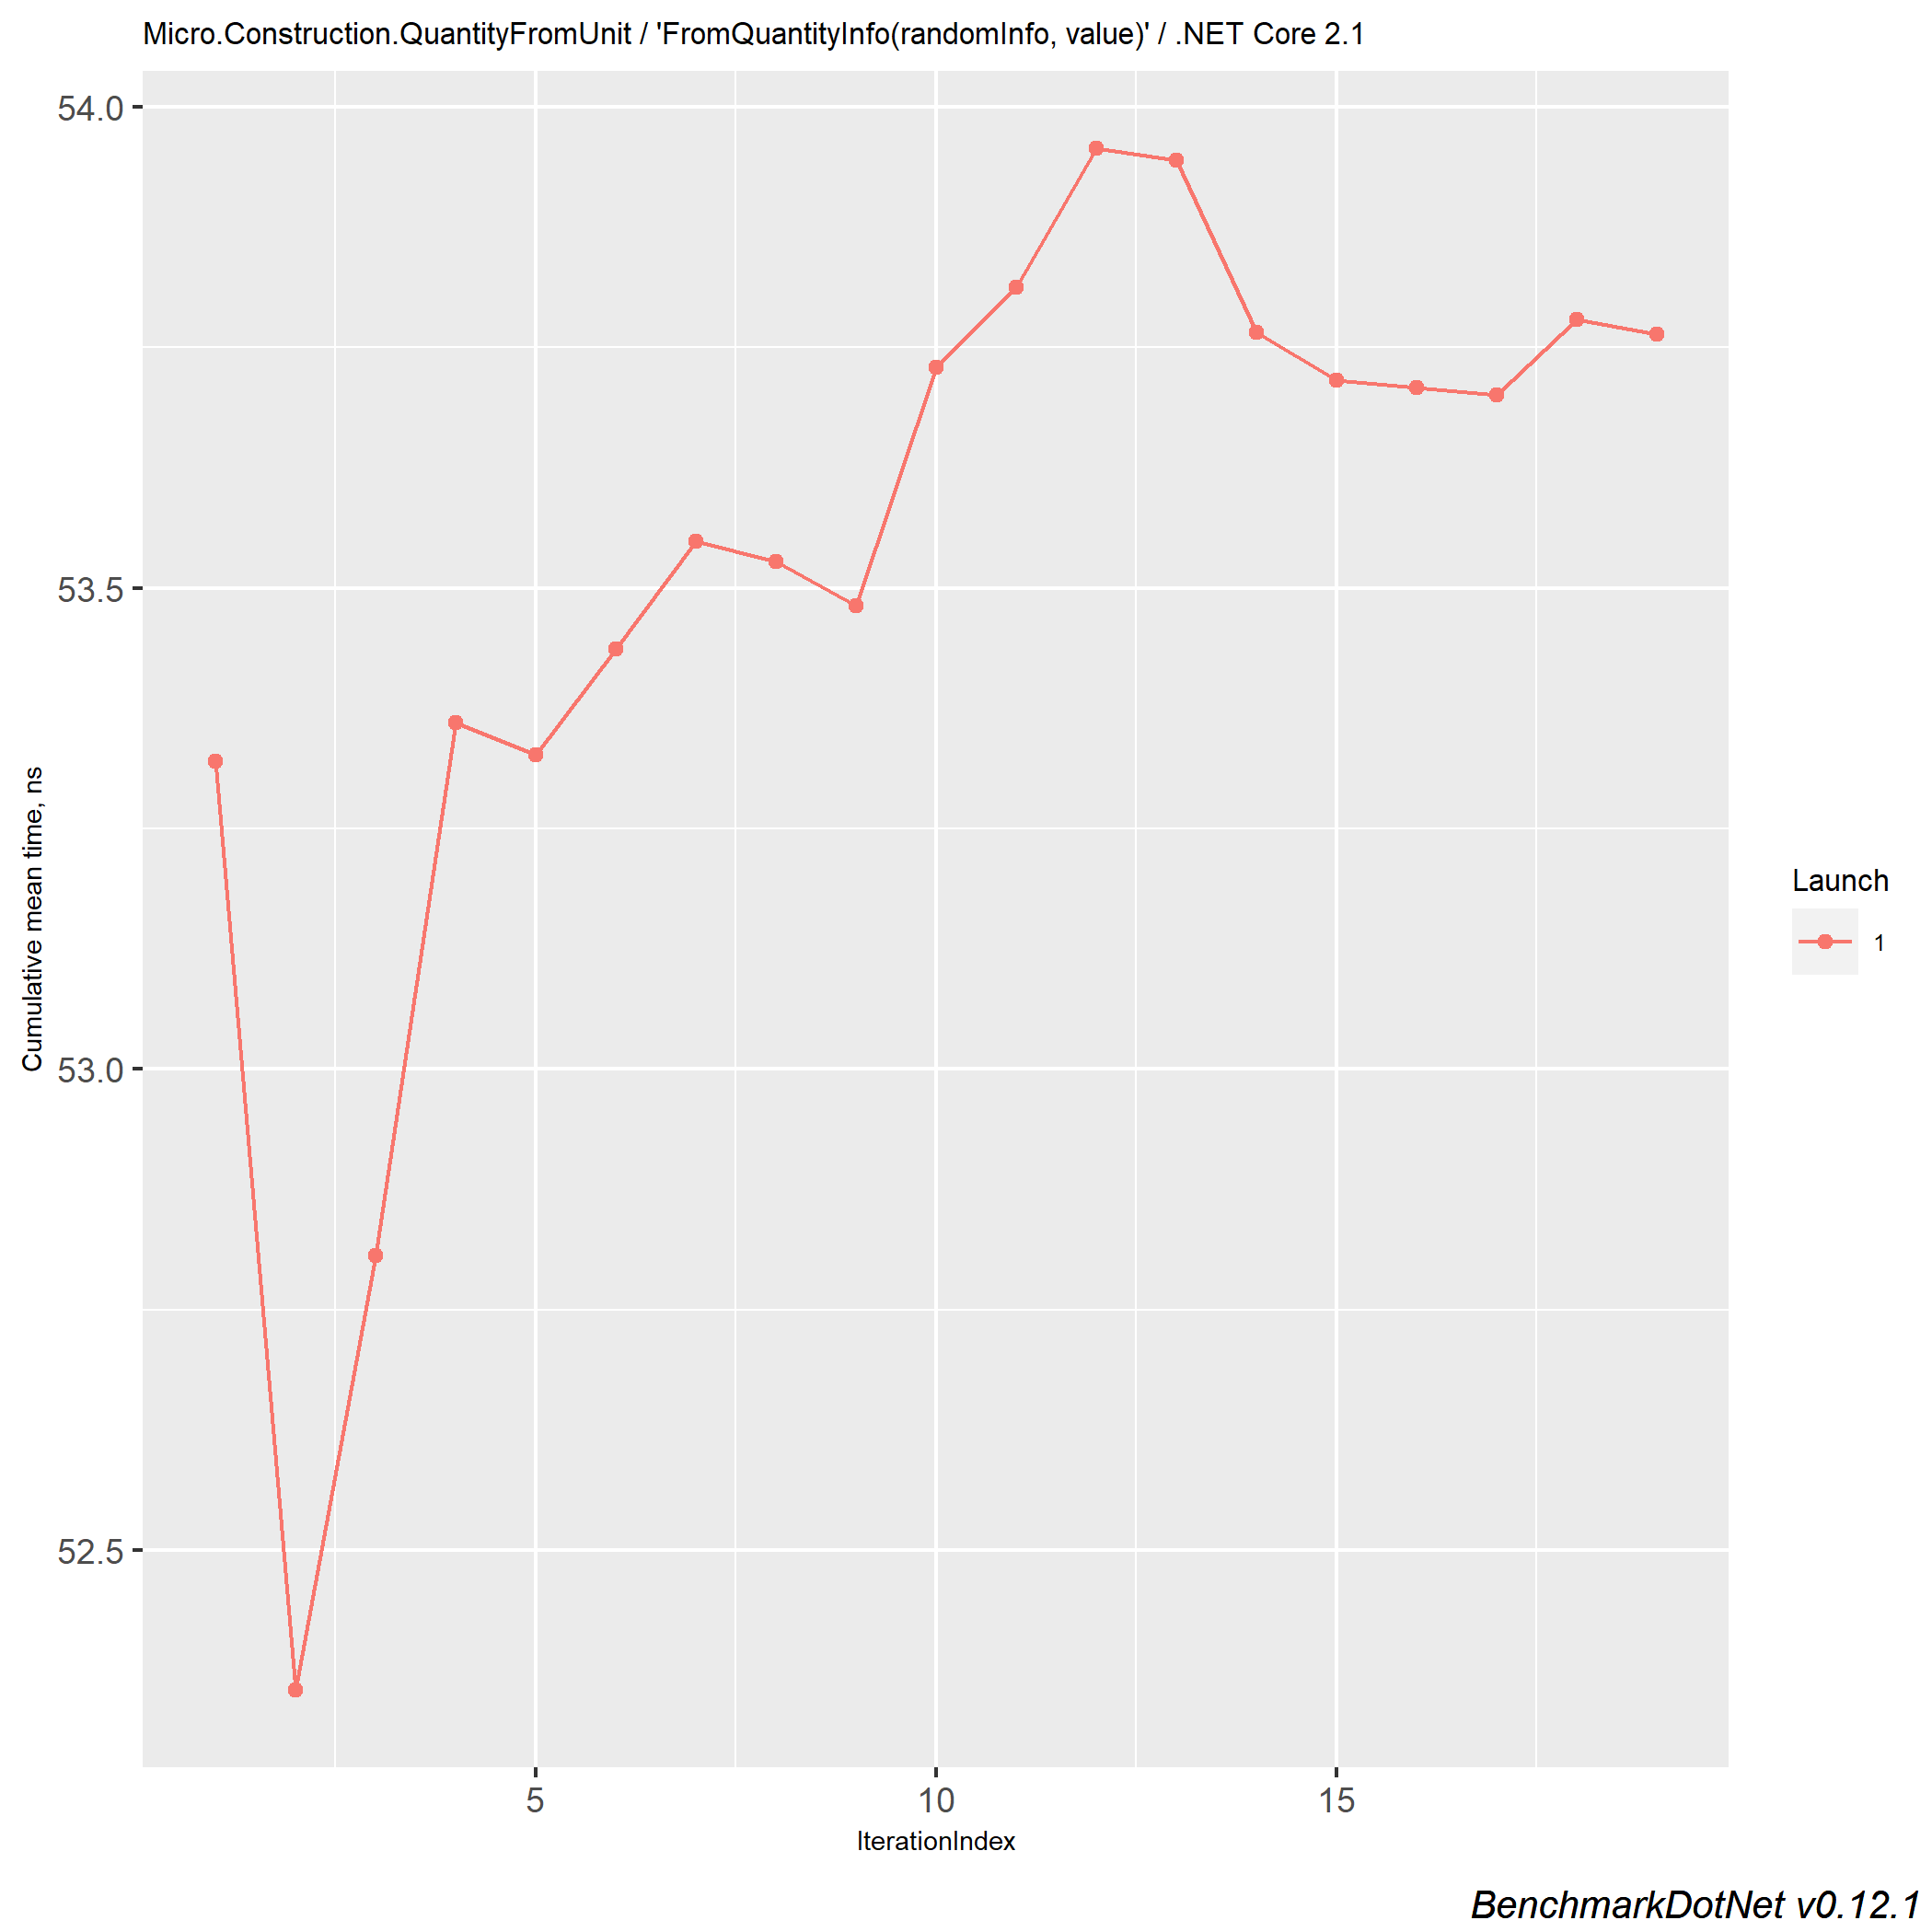 Micro.Construction.QuantityFromUnit / 'FromQuantityInfo(randomInfo, value)' / .NET Core 2.1
54.0
53.5
53.0
52.5
Cumulative mean time, ns
5
10
15
IterationIndex
Launch
1
BenchmarkDotNet v0.12.1